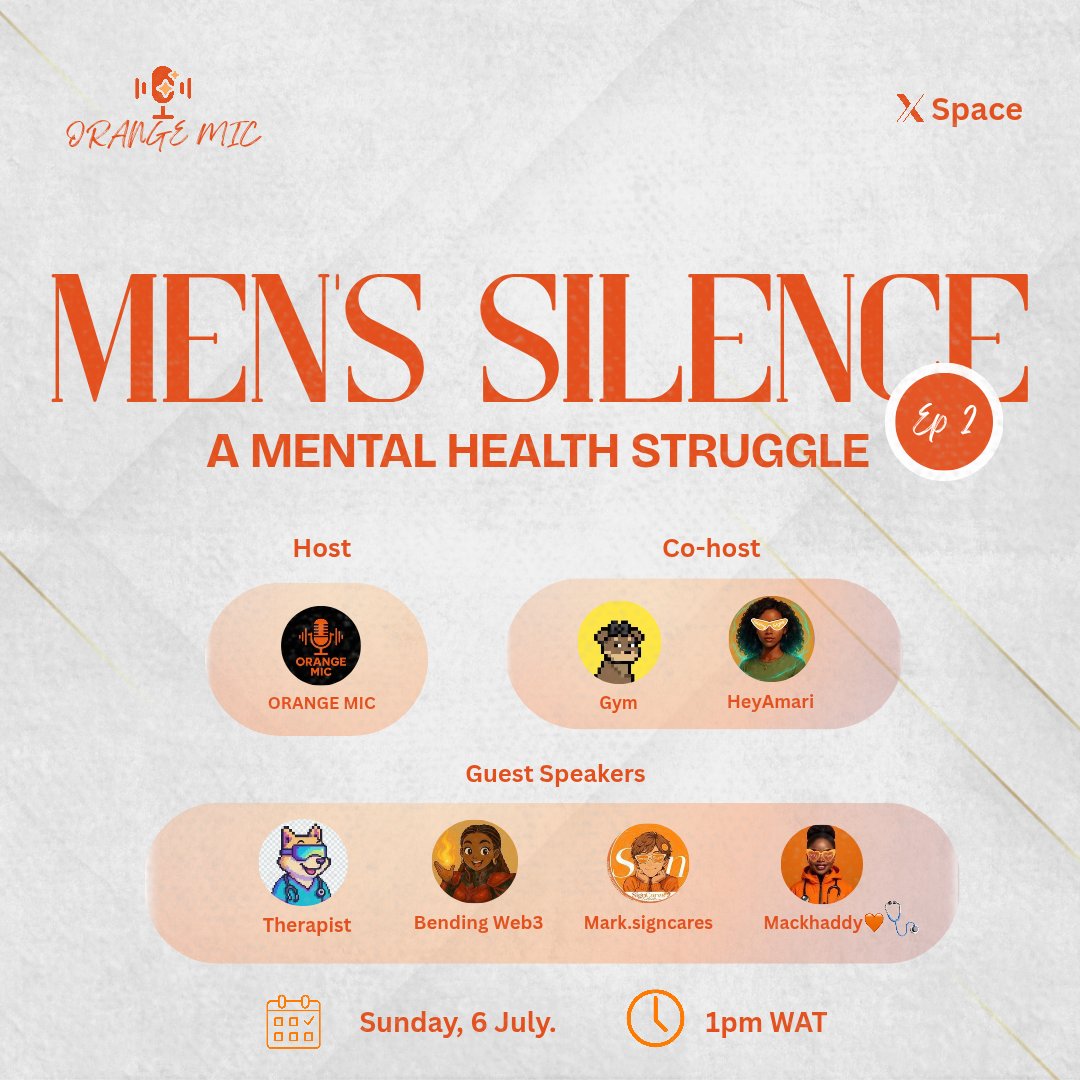 ORANGE MIC
X Space
MEN'S SILENCE
Ep 2
A MENTAL HEALTH STRUGGLE
Host
Co-host
ORANGE MIC
ORANGE MIC
Gym
HeyAmari
Guest Speakers
Sign
Therapist
Bending Web3
Mark.signcares
Mackhaddy🧡🩺
Sunday, 6 July.
1pm WAT